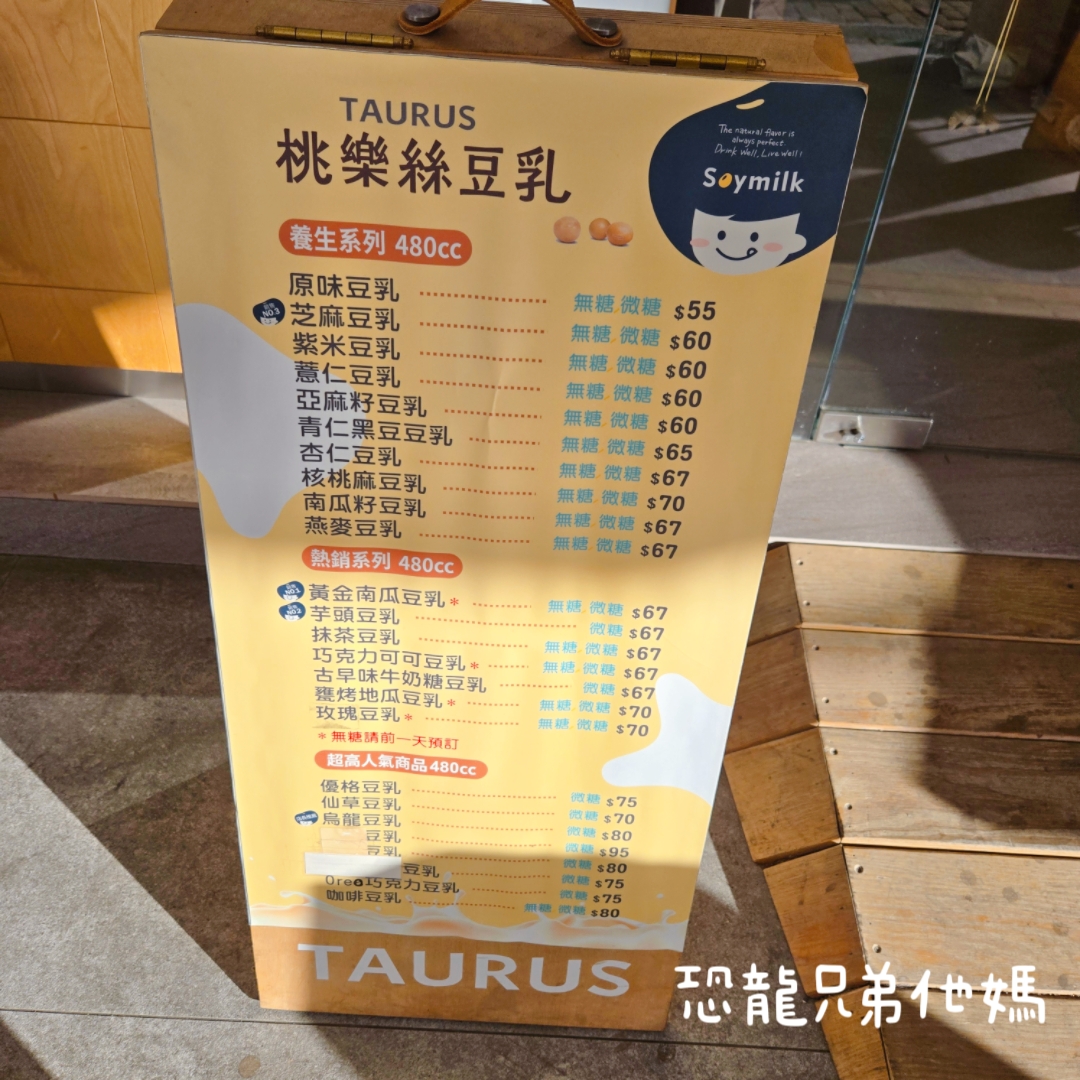 TAURUS
桃樂絲豆乳
The natural flavor is
always perfect.
Drink Well, Live Well!
Soymilk
養生系列 480cc
原味豆乳 無糖 微糖 $55
NO3 芝麻豆乳 無糖 微糖 $60
紫米豆乳 無糖 微糖 $60
薏仁豆乳 無糖 微糖 $60
亞麻籽豆乳 無糖 微糖 $60
青仁黑豆豆乳 無糖 微糖 $65
杏仁豆乳 無糖 微糖 $67
核桃麻豆乳 無糖 微糖 $70
南瓜籽豆乳 無糖 微糖 $67
燕麥豆乳 無糖 微糖 $67
熱銷系列 480cc
NO.1 黃金南瓜豆乳* 無糖 微糖 $67
NO.2 芋頭豆乳 微糖 $67
抹茶豆乳 無糖 微糖 $67
巧克力可可豆乳* 無糖 微糖 $67
古早味牛奶糖豆乳 微糖 $67
甕烤地瓜豆乳* 無糖 微糖 $70
玫瑰豆乳* 無糖 微糖 $70
*無糖請前一天預訂
超高人氣商品480cc
優格豆乳 微糖 $75
仙草豆乳 微糖 $70
烏龍豆乳 微糖 $80
豆乳 微糖 $95
豆乳 微糖 $80
豆乳 微糖 $75
Oreo巧克力豆乳 微糖 $75
咖啡豆乳 無糖 微糖 $80
TAURUS
恐龍兄弟他媽